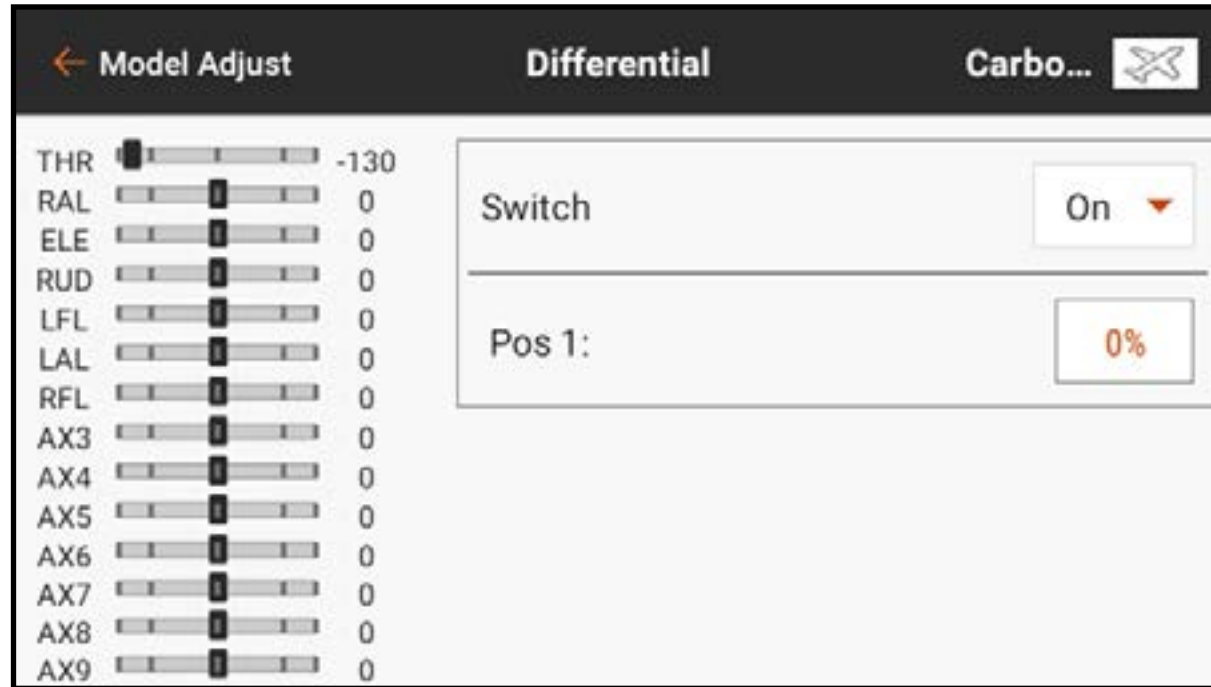 ← Model Adjust Differential Carbo...
THR -130
RAL 0
ELE 0
RUD 0
LFL 0
LAL 0
RFL 0
AX3 0
AX4 0
AX5 0
AX6 0
AX7 0
AX8 0
AX9 0
Switch On
Pos 1: 0%